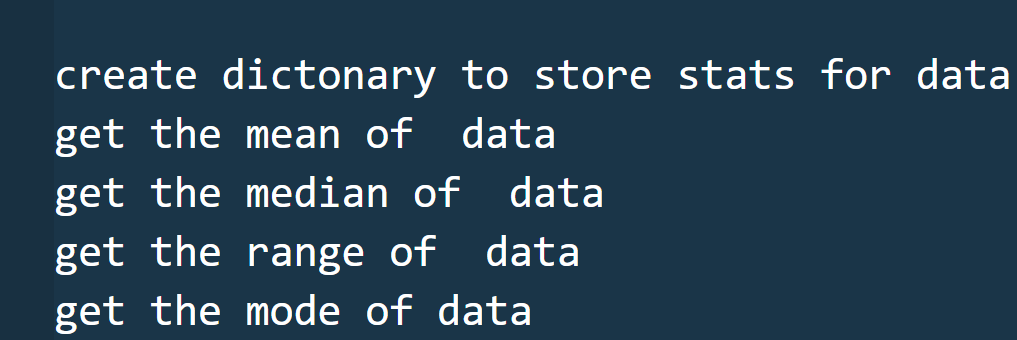 create dictonary to store stats for data
get the mean of  data
get the median of  data
get the range of  data
get the mode of data